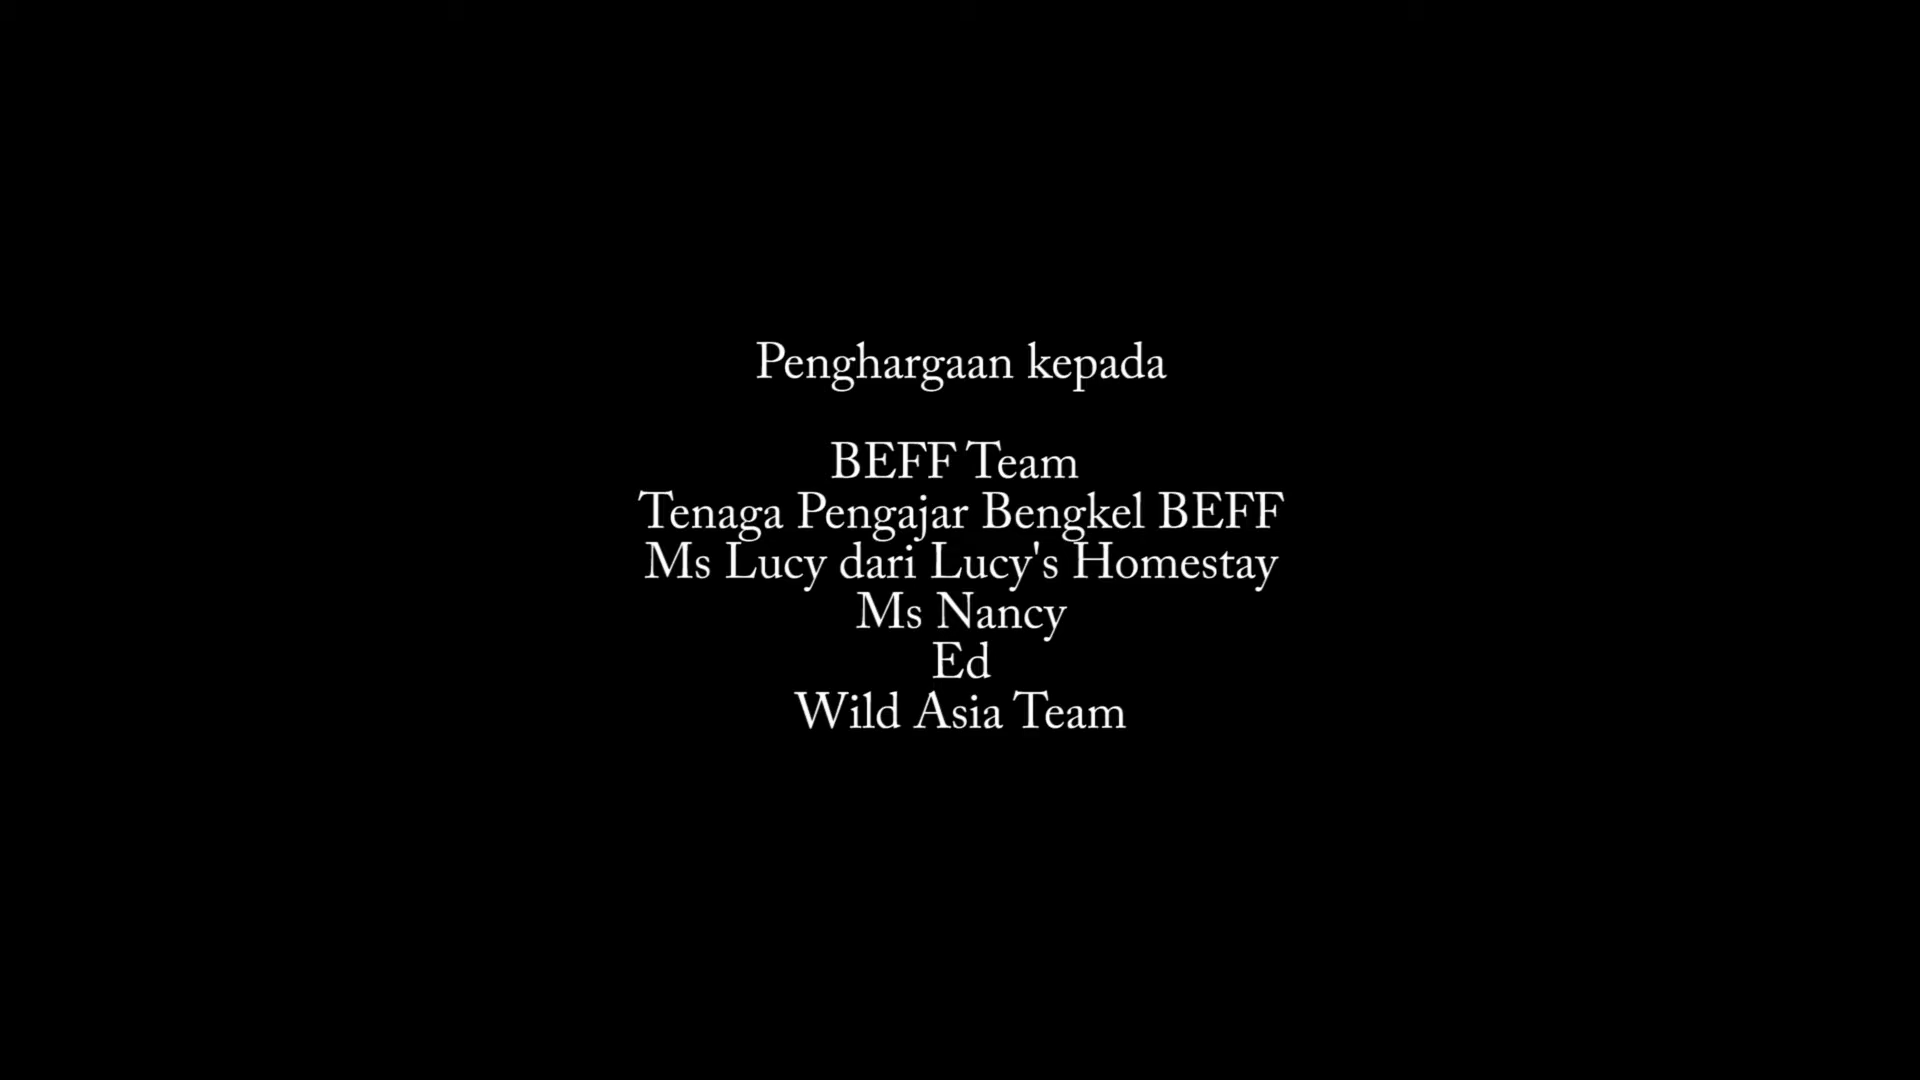 Penghargaan kepada
BEFF Team
Tenaga Pengajar Bengkel BEFF
Ms Lucy dari Lucy's Homestay
Ms Nancy
Ed
Wild Asia Team